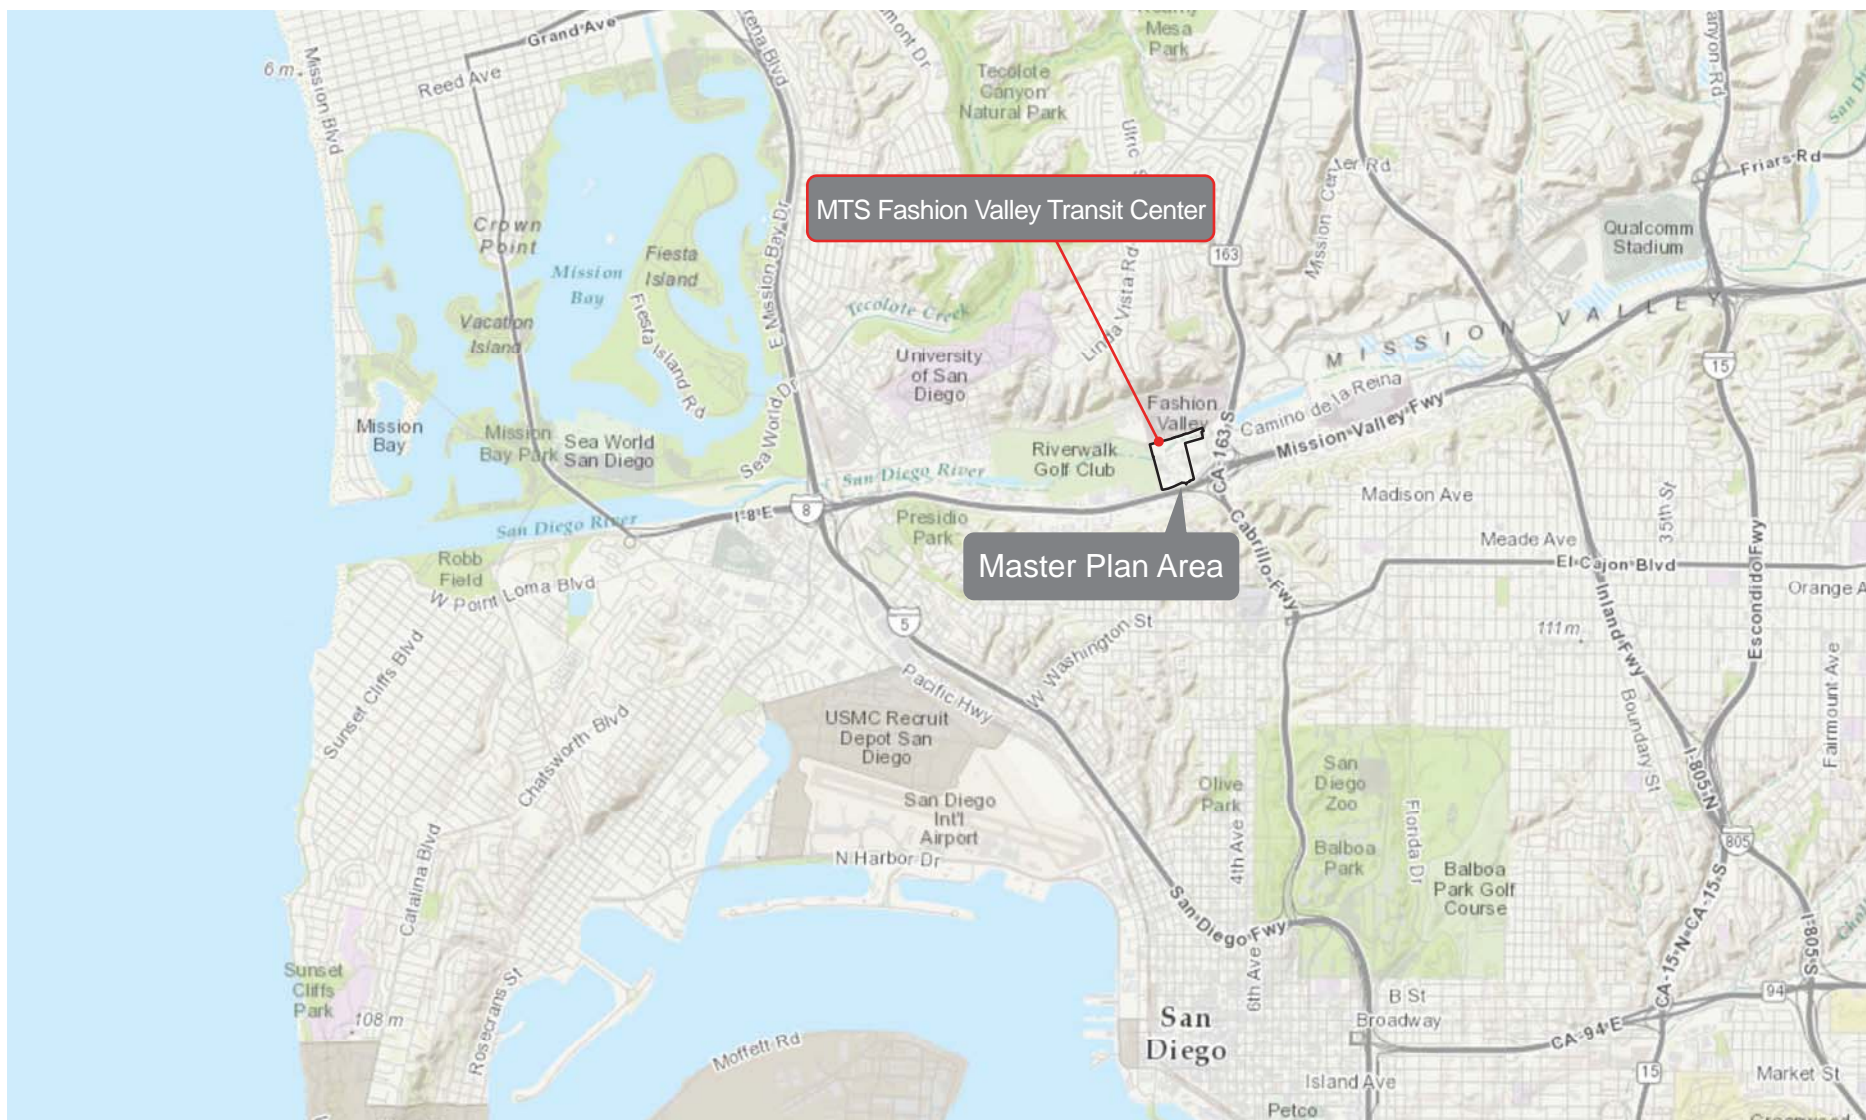 Grand Ave
Mesa
Park
6 m
Mission Blvd
Reed Ave
Tecolote
Canyon
Natural Park
Ulric
Friars Rd
Crown
Point
Mission
Bay
Fiesta
Island
Fiesta Island Rd
E Mission Bay Dr
MTS Fashion Valley Transit Center
163
Qualcomm
Stadium
Vacation
Island
Tecolote Creek
Linda Vista Rd
MISSION VALLEY
15
University
of San
Diego
Fashion
Valley
Camino de la Reina
Mission Valley Fwy
CA-163 S
Mission
Bay
Mission
Bay Park
Sea World
San Diego
Sea World Dr
San Diego River
Riverwalk
Golf Club
Madison Ave
35th St
San Diego River
I-8 E
8
Presidio
Park
Master Plan Area
Cabrillo Fwy
Meade Ave
El Cajon Blvd
Inland Fwy
Escondido Fwy
Robb
Field
W Point Loma Blvd
5
W Washington St
111 m
Sunset Cliffs Blvd
Chatsworth Blvd
Pacific Hwy
Boundary St
Fairmount Ave
USMC Recruit
Depot San
Diego
San Diego
Int'l
Airport
Olive
Park
San
Diego
Zoo
Florida Dr
I-805 N
805
N Harbor Dr
4th Ave
Balboa
Park
Balboa
Park Golf
Course
Catalina Blvd
San Diego Fwy
CA-15 N
CA-15 S
I-805 S
Sunset
Cliffs
Park
108 m
Rosecrans St
6th Ave
B St
Broadway
94
CA-94 E
Moffett Rd
San
Diego
Island Ave
15
Market St
Petco